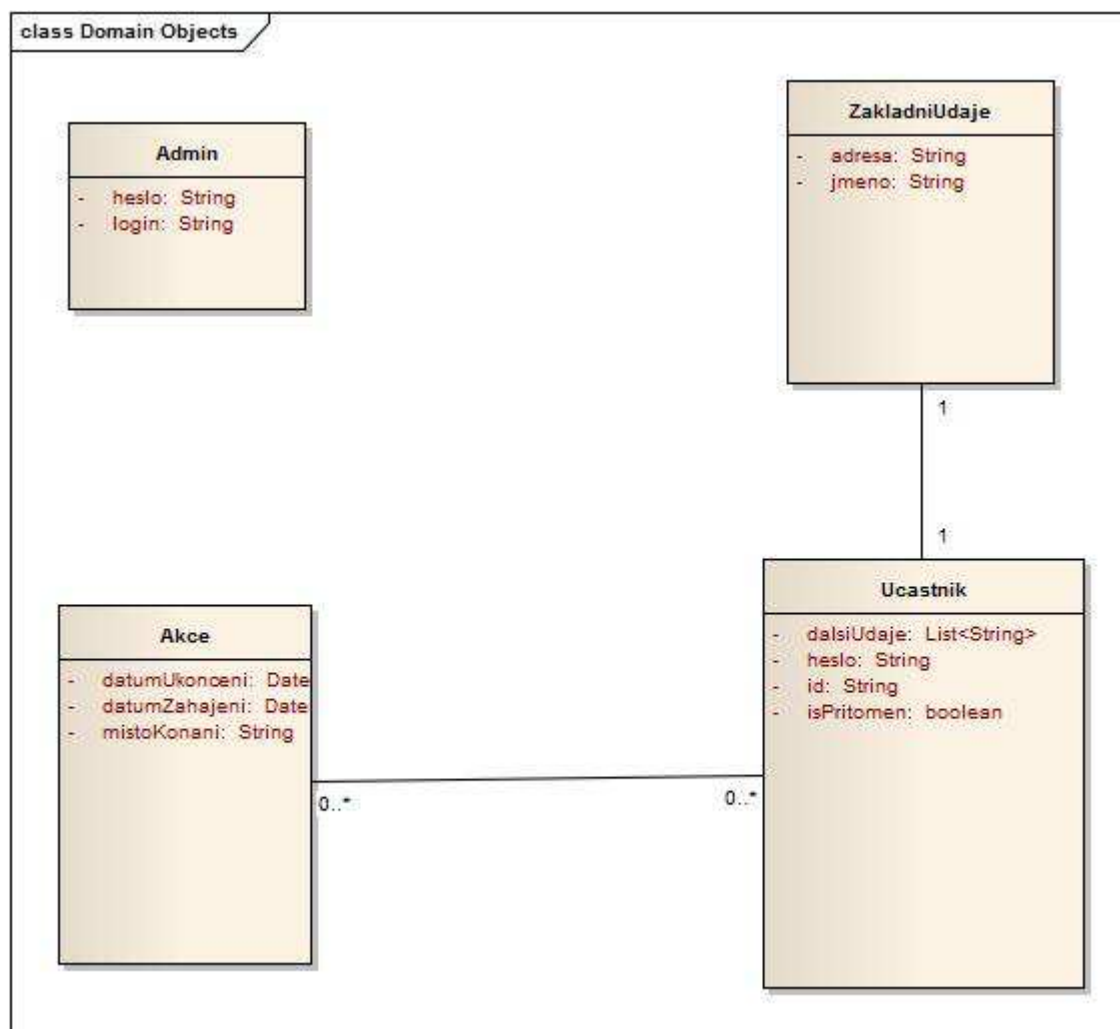 class Domain Objects
Admin
- heslo: String
- login: String
ZakladniUdaje
- adresa: String
- jmeno: String
1
1
Akce
- datumUkonceni: Date
- datumZahajeni: Date
- mistoKonani: String
0..*
0..*
Ucastnik
- dalsiUdaje: List<String>
- heslo: String
- id: String
- isPritomen: boolean